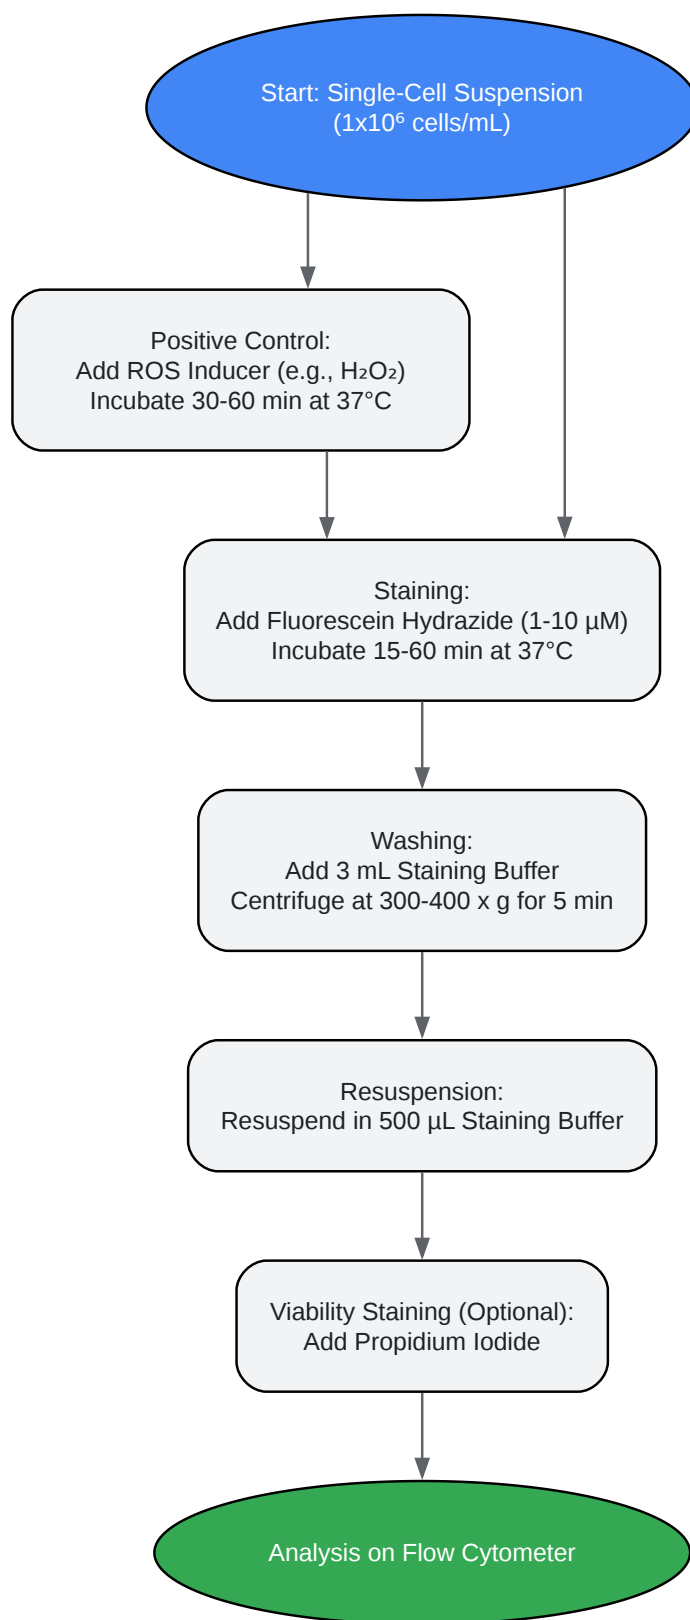 Start: Single-Cell Suspension
(1x10⁶ cells/mL)
Positive Control:
Add ROS Inducer (e.g., H₂O₂)
Incubate 30-60 min at 37°C
Staining:
Add Fluorescein Hydrazide (1-10 µM)
Incubate 15-60 min at 37°C
Washing:
Add 3 mL Staining Buffer
Centrifuge at 300-400 x g for 5 min
Resuspension:
Resuspend in 500 µL Staining Buffer
Viability Staining (Optional):
Add Propidium Iodide
Analysis on Flow Cytometer